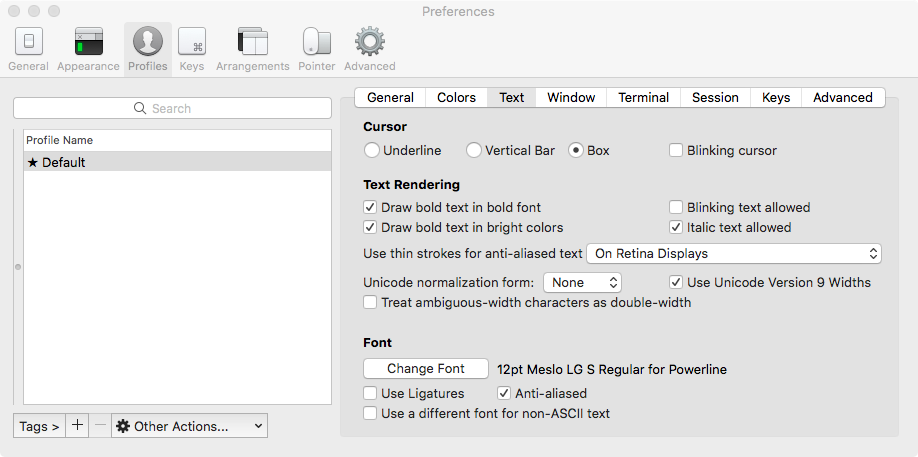 Preferences
General Appearance Profiles Keys Arrangements Pointer Advanced
Search
Profile Name
★ Default
Tags > + − Other Actions...
General Colors Text Window Terminal Session Keys Advanced
Cursor
Underline Vertical Bar Box Blinking cursor
Text Rendering
Draw bold text in bold font Blinking text allowed
Draw bold text in bright colors Italic text allowed
Use thin strokes for anti-aliased text On Retina Displays
Unicode normalization form: None Use Unicode Version 9 Widths
Treat ambiguous-width characters as double-width
Font
Change Font 12pt Meslo LG S Regular for Powerline
Use Ligatures Anti-aliased
Use a different font for non-ASCII text